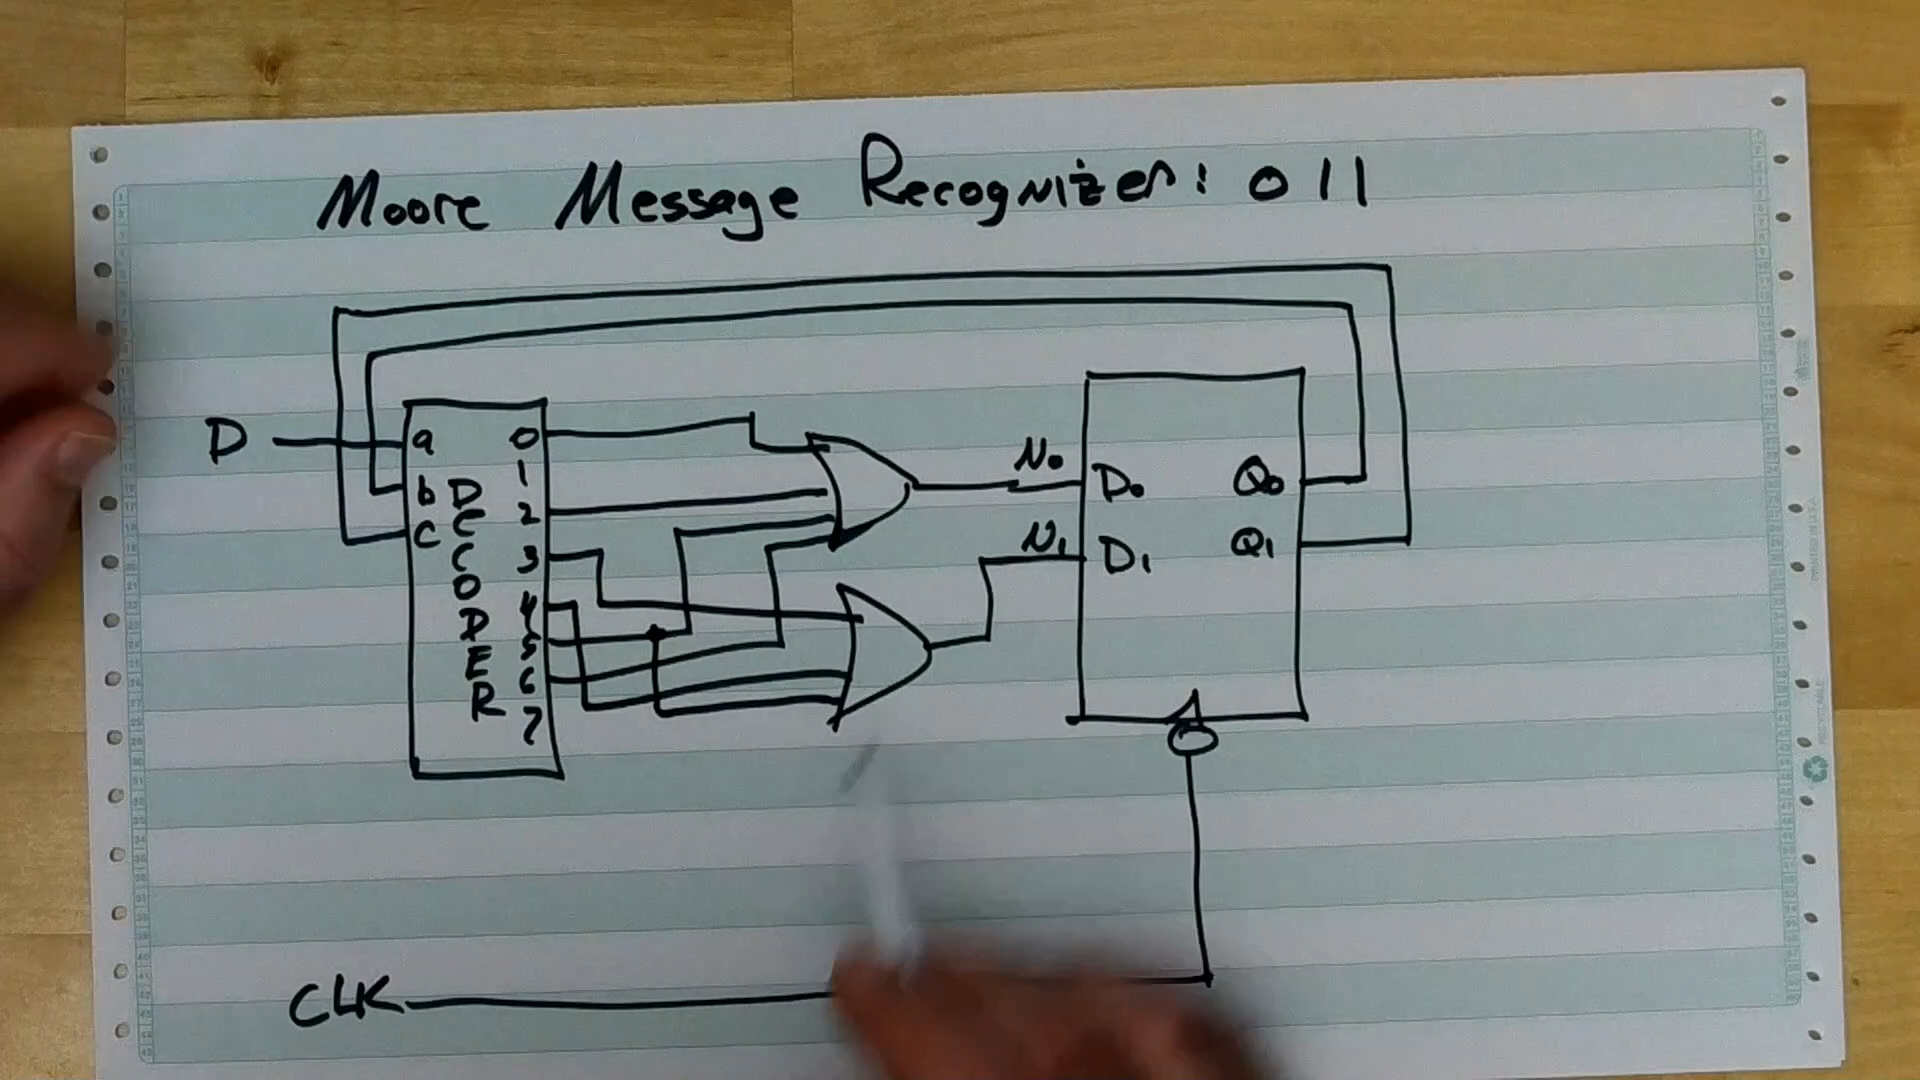 Moore Message Recognizer: 011
D
a 0
1
b D 2
C E 3
C
O 4
D 5
E 6
R 7
N₀ D₀ Q₀
N₁ D₁ Q₁
CLK